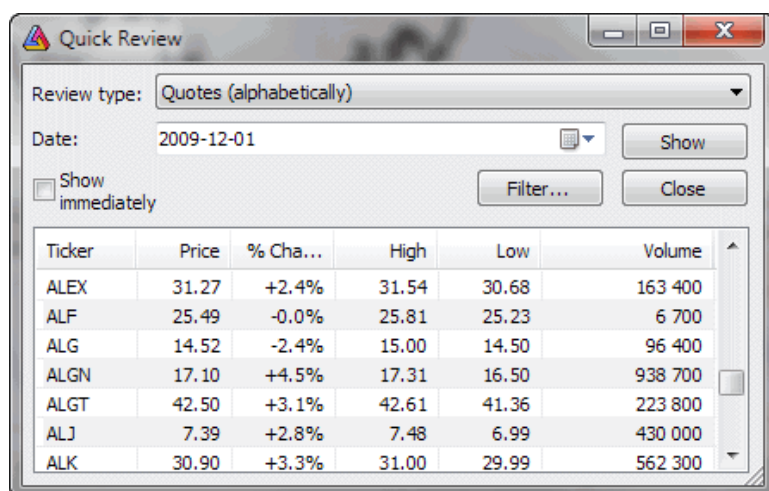 Quick Review
Review type: Quotes (alphabetically)
Date: 2009-12-01 Show
Show
immediately Filter... Close
Ticker Price % Cha... High Low Volume
ALEX 31.27 +2.4% 31.54 30.68 163 400
ALF 25.49 -0.0% 25.81 25.23 6 700
ALG 14.52 -2.4% 15.00 14.50 96 400
ALGN 17.10 +4.5% 17.31 16.50 938 700
ALGT 42.50 +3.1% 42.61 41.36 223 800
ALJ 7.39 +2.8% 7.48 6.99 430 000
ALK 30.90 +3.3% 31.00 29.99 562 300